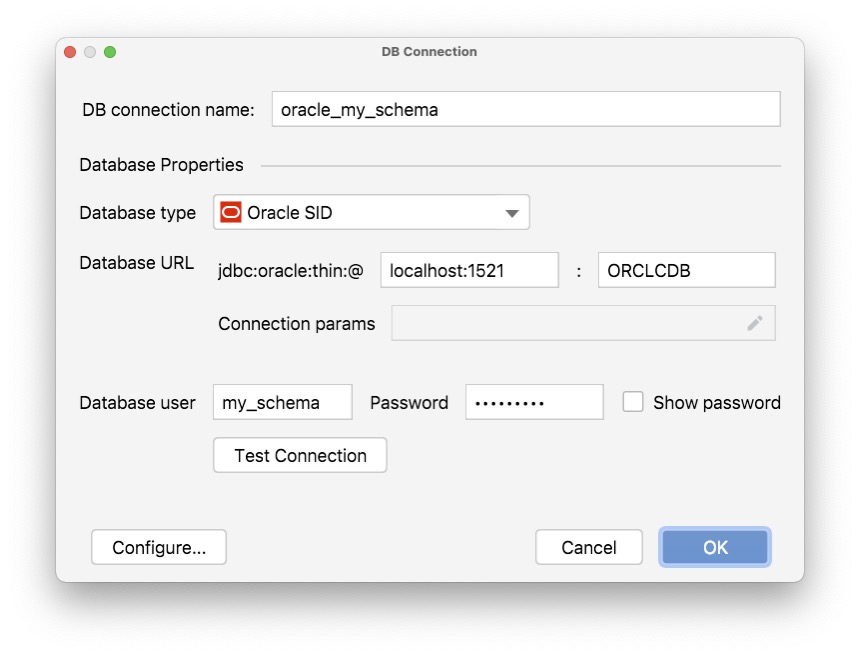 DB Connection
DB connection name: oracle_my_schema
Database Properties
Database type Oracle SID
Database URL jdbc:oracle:thin:@ localhost:1521 : ORCLCDB
Connection params
Database user my_schema Password ••••••••• Show password
Test Connection
Configure... Cancel OK